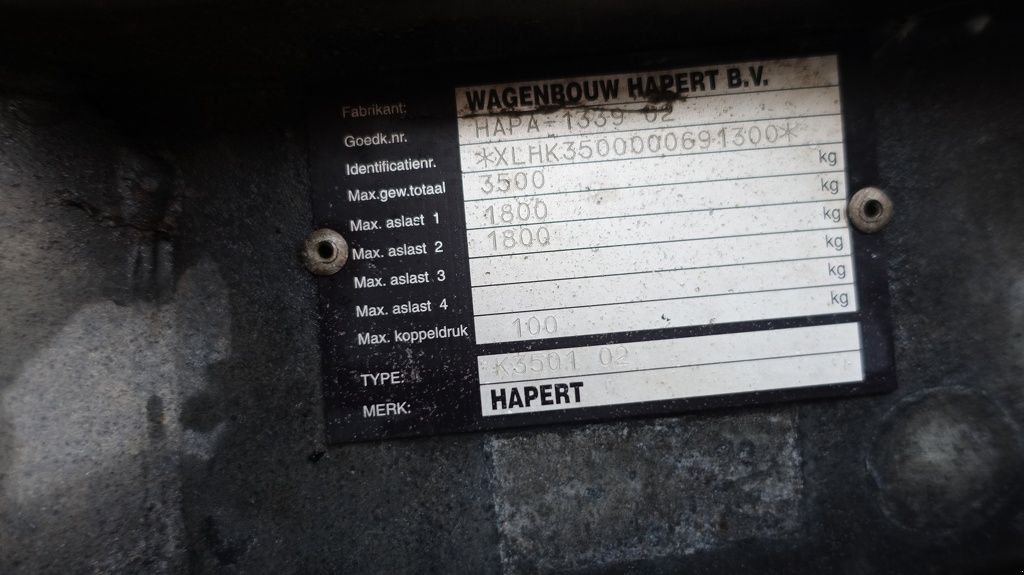 Fabrikant: WAGENBOUW HAPERT B.V.
Goedk.nr. HAPA-1339 02
Identificatienr. *XLHK3500000691300*
Max.gew.totaal 3500 kg
Max. aslast 1 1800 kg
Max. aslast 2 1800 kg
Max. aslast 3 kg
Max. aslast 4 kg
Max. koppeldruk 100 kg
TYPE: K3501 02
MERK: HAPERT